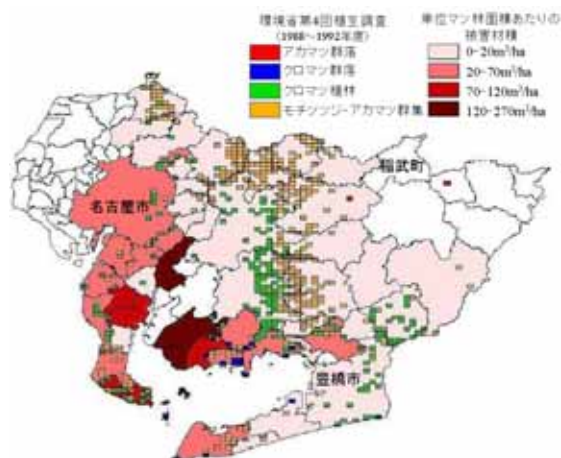 環境省第4回植生調査
(1988~1992年度)
アカマツ群落
クロマツ群落
クロマツ植林
モチツツジ-アカマツ群集
単位マツ林面積あたりの
被害材積
0~20m³/ha
20~70m³/ha
70~120m³/ha
120~270m³/ha
稲武町
名古屋市
豊橋市